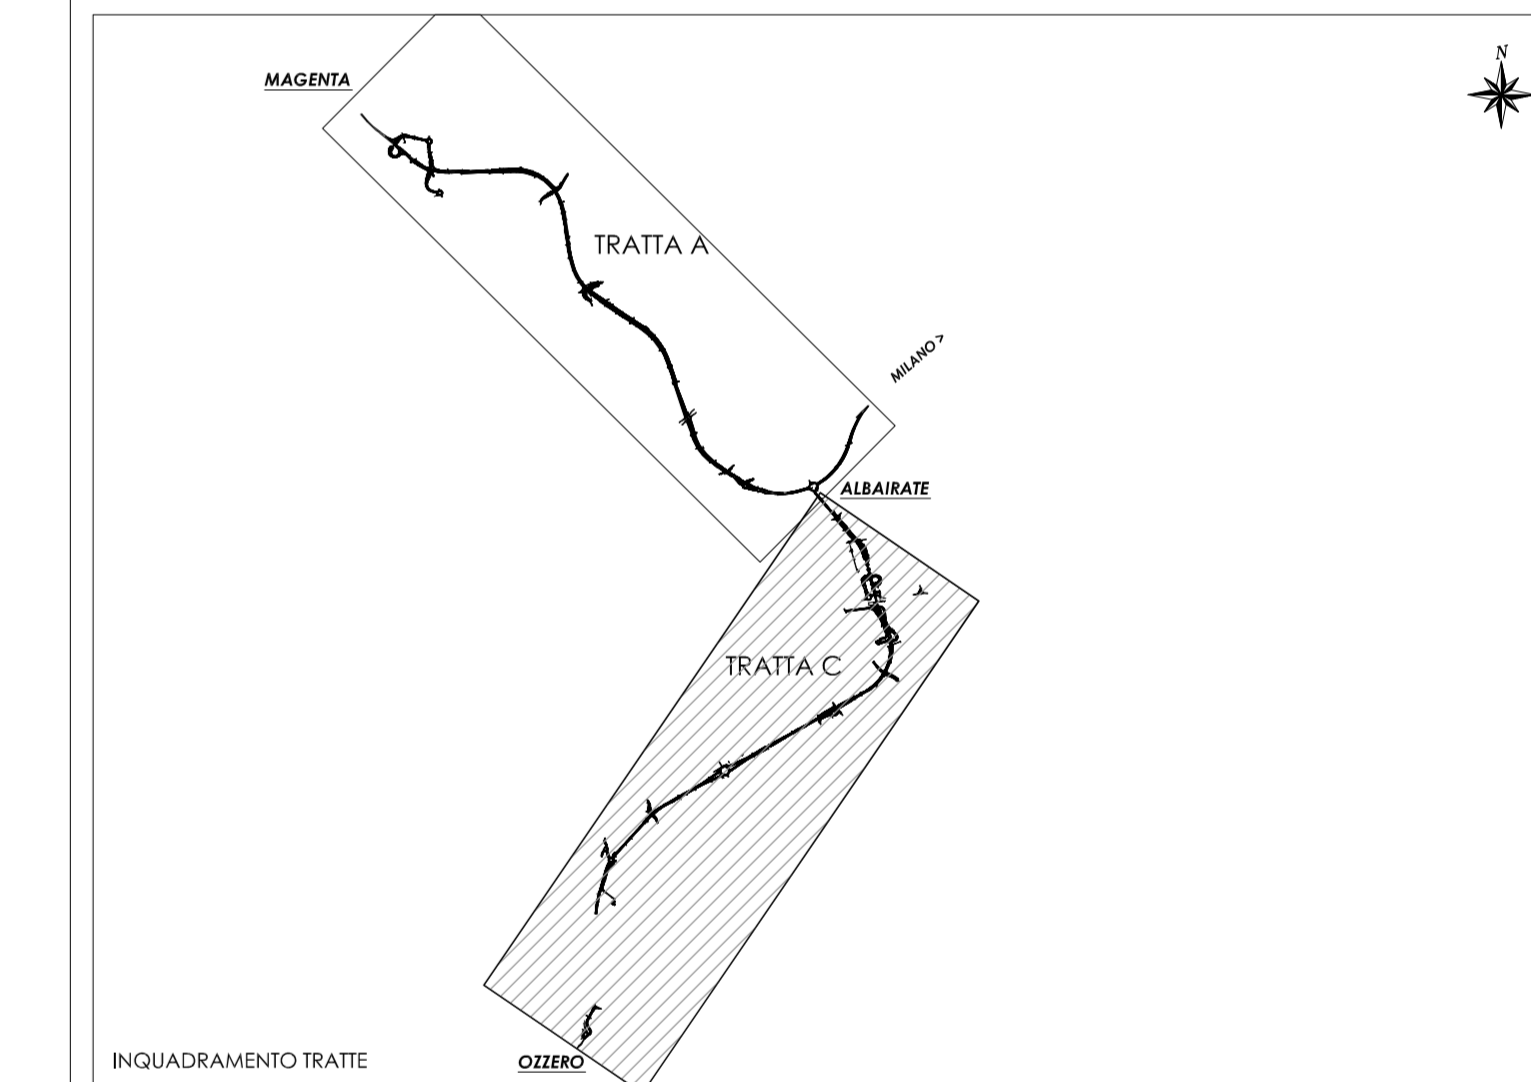 N
MAGENTA
TRATTA A
MILANO >
ALBAIRATE
TRATTA C
INQUADRAMENTO TRATTE
OZZERO